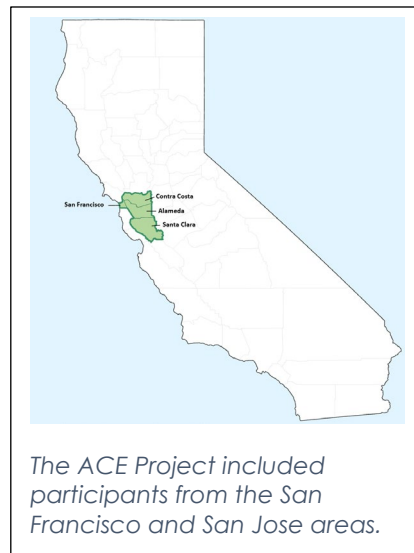 Contra Costa
San Francisco
Alameda
Santa Clara
The ACE Project included
participants from the San
Francisco and San Jose areas.